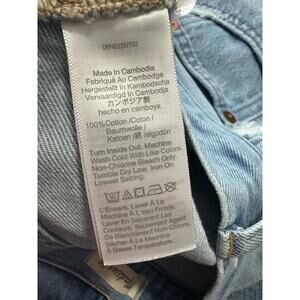 Made In Cambodia
Fabriqué Au Cambodge
Hergestellt In Kambodscha
Vervaardigd In Cambodja
カンボジア製
hecho en camboya
100%Cotton /Coton /
Baumwolle /
Katoen /綿 /algodón
Turn Inside Out. Machine
Wash Cold With Like Colors.
Non-Chlorine Bleach Only.
Tumble Dry Low. Iron On
Lowest Setting.
L'Envers. Laver À La
Machine À L'eau Froide,
Laver En Séparant Les
Couleurs. Seulement Agent
De Blanchiment Sans Chlore.
Sécher À La Machine À
Basse Température.